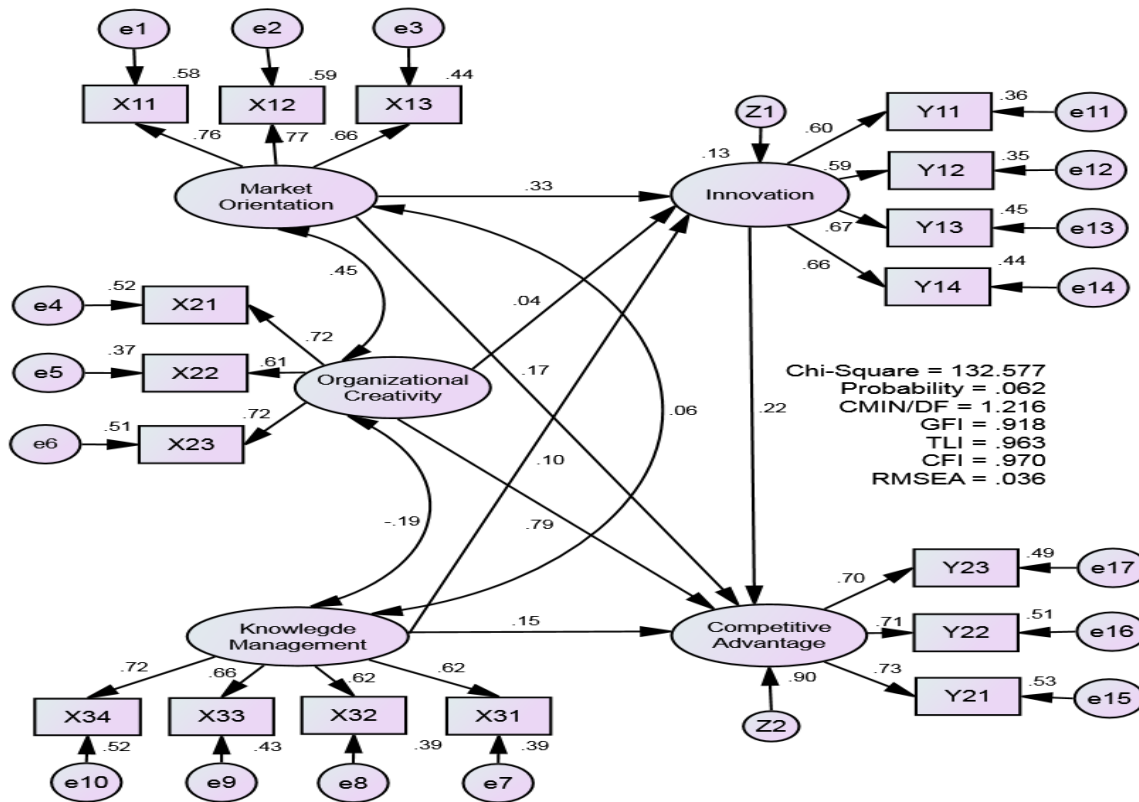 e1
e2
e3
.58
.59
.44
X11
X12
X13
.76
.77
.66
Market
Orientation
.33
Z1
.13
Innovation
.60
.59
.67
.66
.36
Y11
e11
.35
Y12
e12
.45
Y13
e13
.44
Y14
e14
.45
e4
.52
X21
.72
e5
.37
X22
.61
e6
.51
X23
.72
Organizational
Creativity
.04
.17
.06
.22
.10
.79
-.19
Chi-Square = 132.577
Probability = .062
CMIN/DF = 1.216
GFI = .918
TLI = .963
CFI = .970
RMSEA = .036
Knowlegde
Management
.15
Competitive
Advantage
.90
Z2
.70
.71
.73
.49
Y23
e17
.51
Y22
e16
.53
Y21
e15
.72
.66
.62
.62
X34
X33
X32
X31
.52
.43
.39
.39
e10
e9
e8
e7